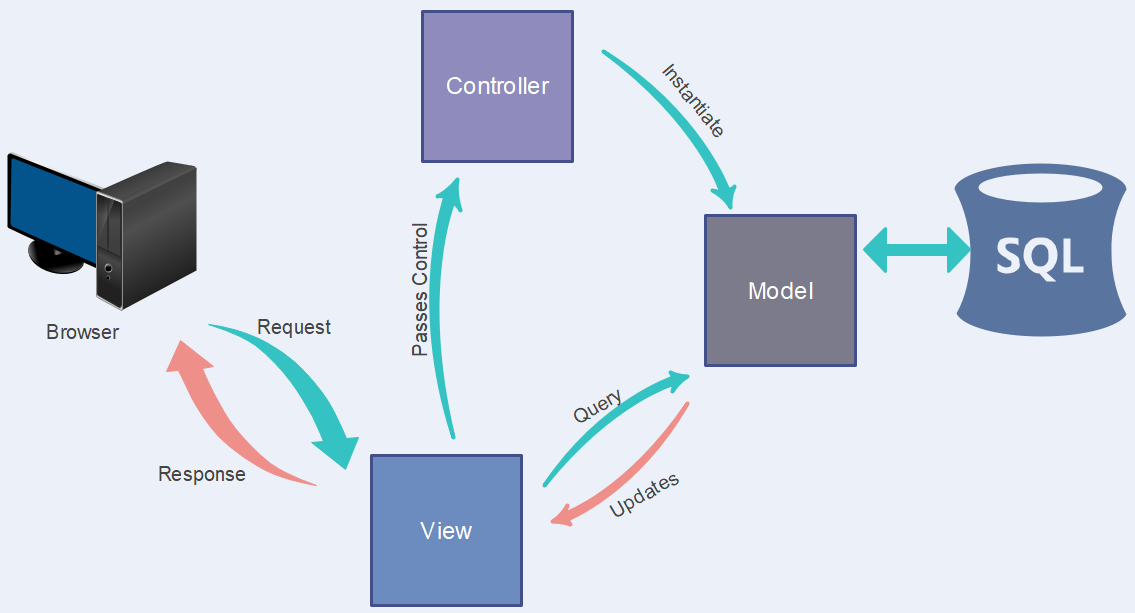 Controller
Instantiate
SQL
Model
Browser
Request
Passes Control
Query
Response
Updates
View